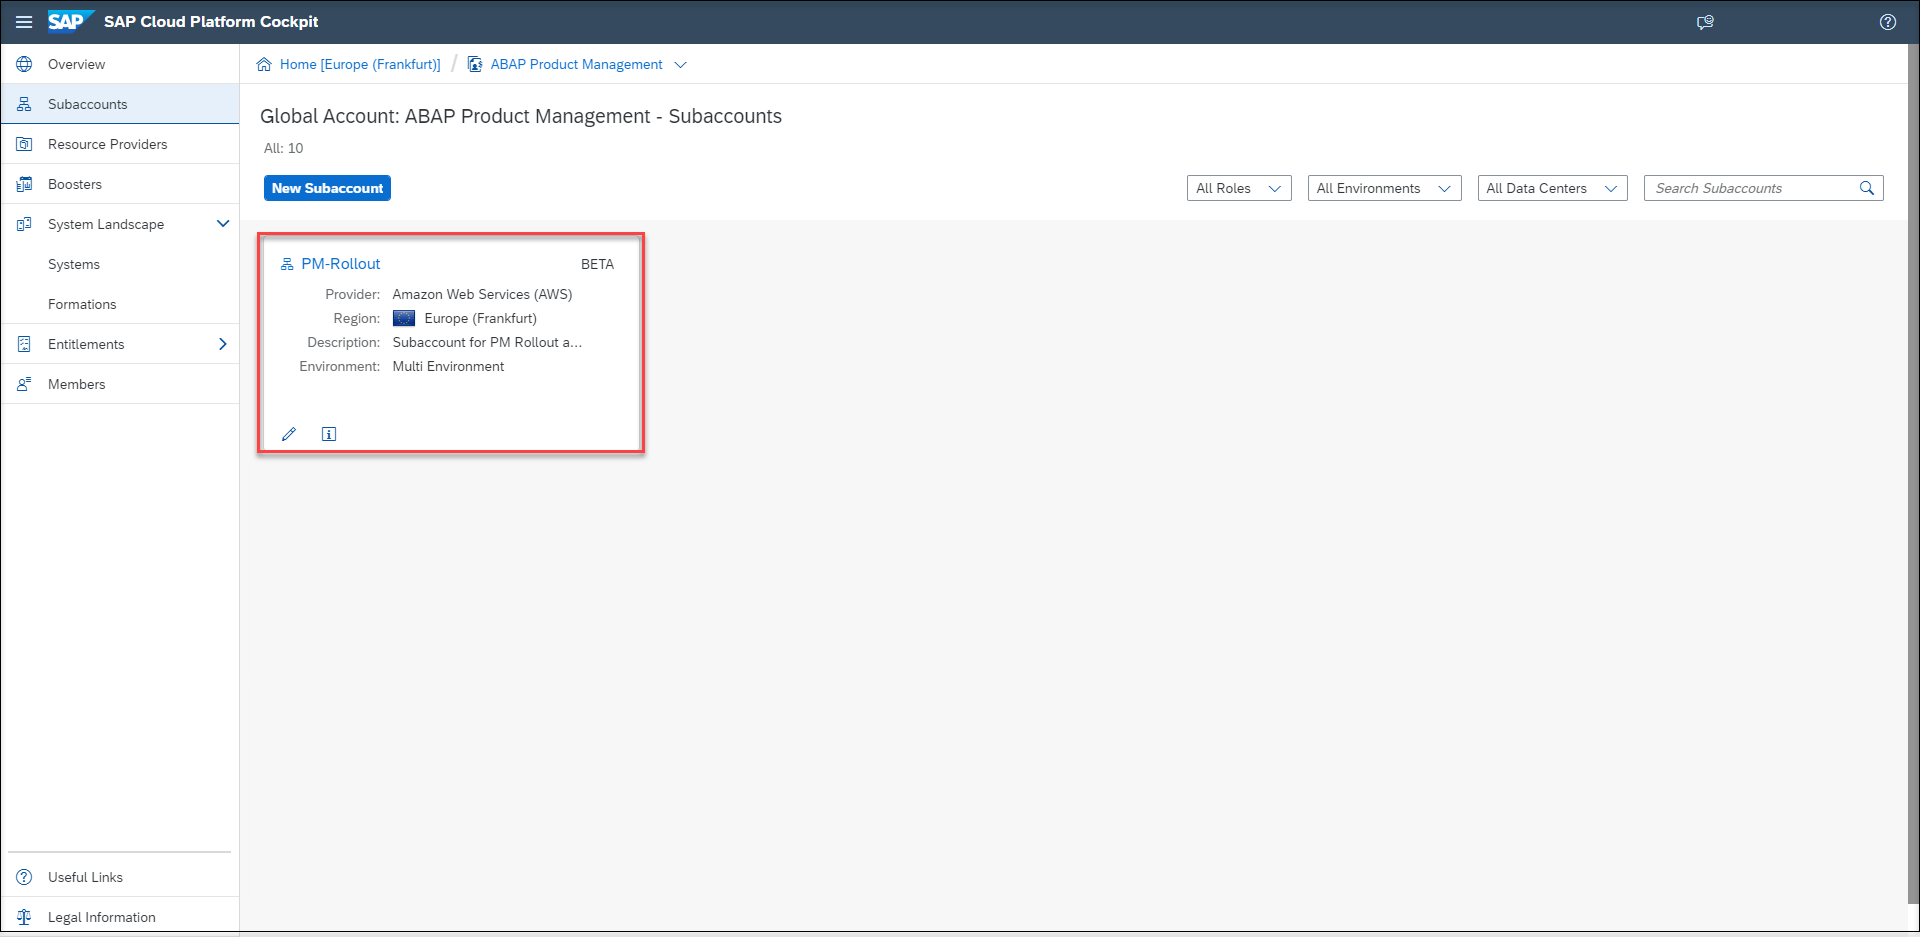 SAP SAP Cloud Platform Cockpit
Overview
Subaccounts
Resource Providers
Boosters
System Landscape
Systems
Formations
Entitlements
Members
Useful Links
Legal Information
Home [Europe (Frankfurt)] / ABAP Product Management
Global Account: ABAP Product Management - Subaccounts
All: 10
New Subaccount
All Roles
All Environments
All Data Centers
Search Subaccounts
PM-Rollout BETA
Provider: Amazon Web Services (AWS)
Region: Europe (Frankfurt)
Description: Subaccount for PM Rollout a...
Environment: Multi Environment